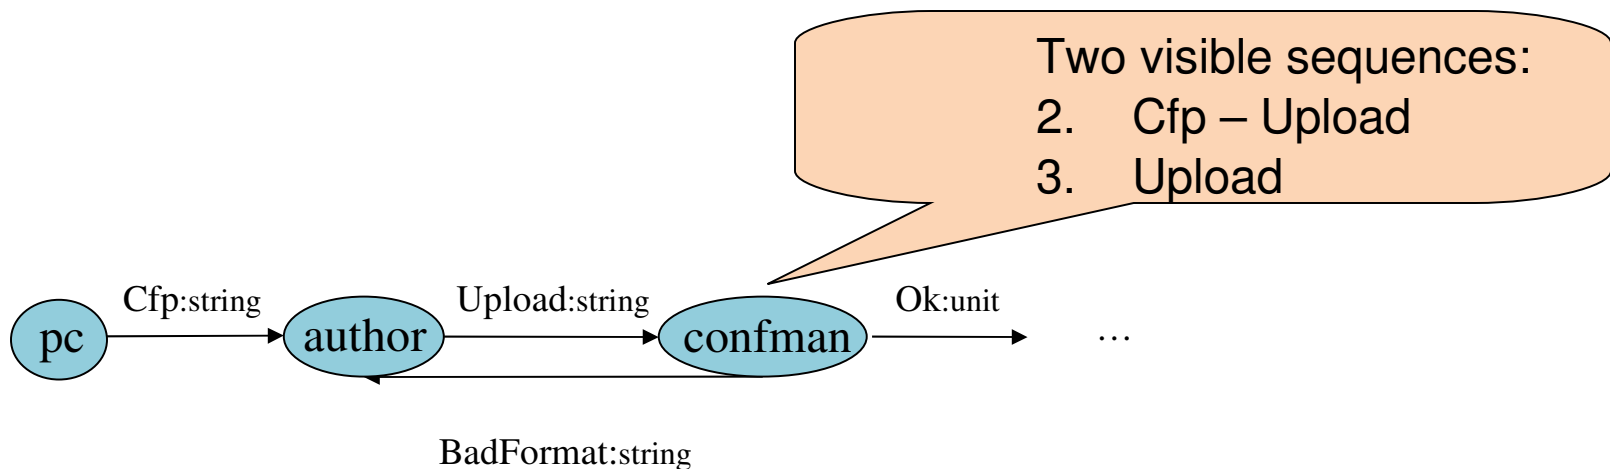 Two visible sequences:
2. Cfp – Upload
3. Upload
Cfp:string
Upload:string
Ok:unit
pc
author
confman
…
BadFormat:string